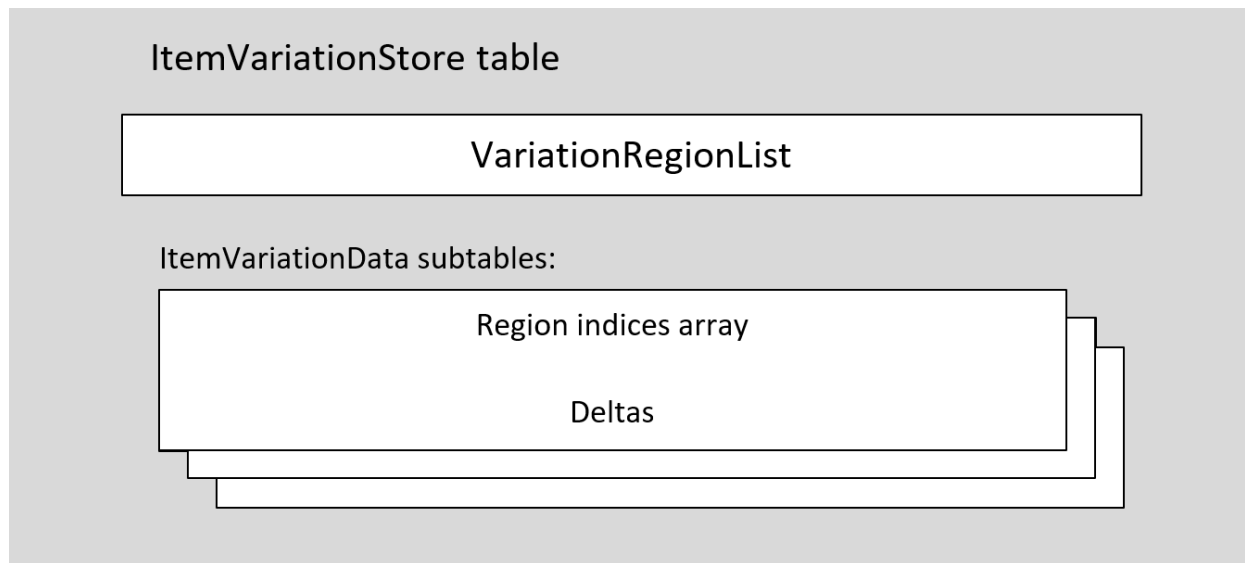 ItemVariationStore table
VariationRegionList
ItemVariationData subtables:
Region indices array
Deltas